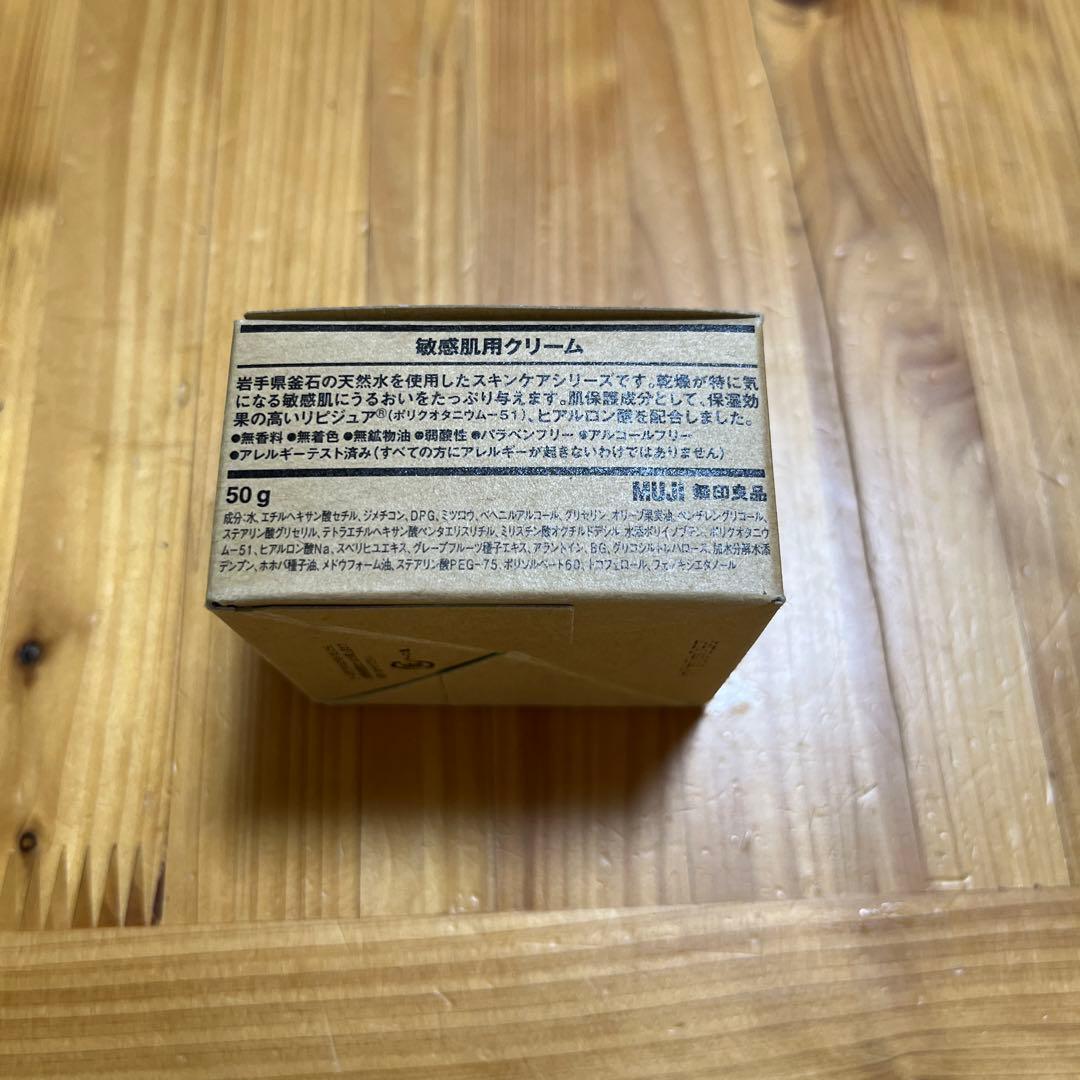 敏感肌用クリーム
岩手県釜石の天然水を使用したスキンケアシリーズです。乾燥が特に気
になる敏感肌にうるおいをたっぷり与えます。肌保護成分として、保湿効
果の高いリピジュア®(ポリクオタニウム-51)、ヒアルロン酸を配合しました。
●無香料 ●無着色 ●無鉱物油 ●弱酸性 ●パラベンフリー ●アルコールフリー
●アレルギーテスト済み(すべての方にアレルギーが起きないわけではありません)
50g
MUJI 無印良品
成分:水、エチルヘキサン酸セチル、ジメチコン、DPG、ミツロウ、ベヘニルアルコール、グリセリン、オリーブ果実油、ペンチレングリコール、
ステアリン酸グリセリル、テトラエチルヘキサン酸ペンタエリスリチル、ミリスチン酸オクチルドデシル、水添ポリイソブテン、ポリクオタニウ
ム-51、ヒアルロン酸Na、スベリヒユエキス、グレープフルーツ種子エキス、アラントイン、BG、グリコシルトレハロース、加水分解水添
デンプン、ホホバ種子油、メドウフォーム油、ステアリン酸PEG-75、ポリソルベート60、トコフェロール、フェノキシエタノール